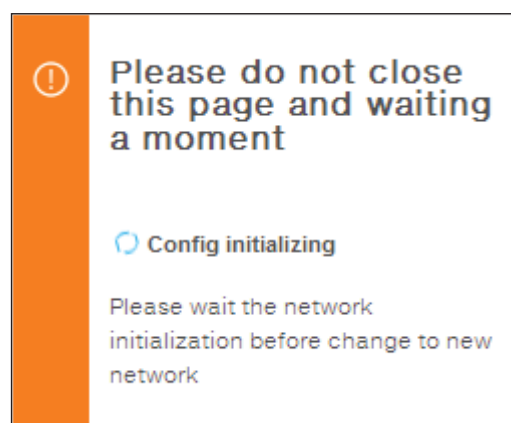 Please do not close
this page and waiting
a moment
Config initializing
Please wait the network
initialization before change to new
network